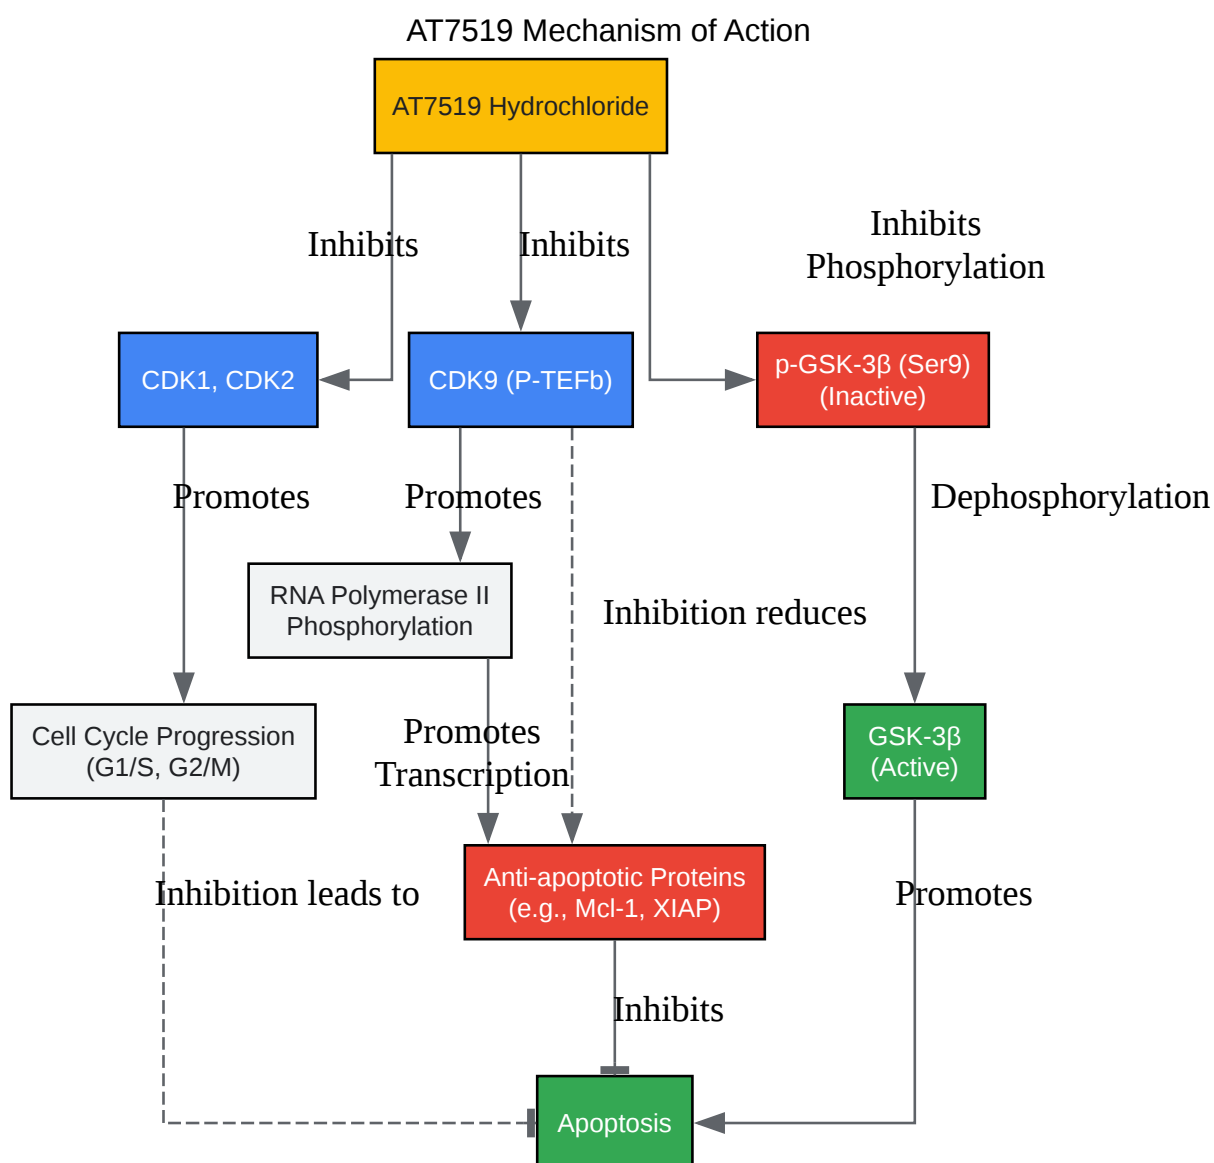 AT7519 Mechanism of Action
AT7519 Hydrochloride
Inhibits
Inhibits
Inhibits
Phosphorylation
CDK1, CDK2
CDK9 (P-TEFb)
p-GSK-3β (Ser9)
(Inactive)
Promotes
Promotes
Dephosphorylation
RNA Polymerase II
Phosphorylation
Inhibition reduces
Cell Cycle Progression
(G1/S, G2/M)
Promotes
Transcription
GSK-3β
(Active)
Inhibition leads to
Anti-apoptotic Proteins
(e.g., Mcl-1, XIAP)
Promotes
Inhibits
Apoptosis